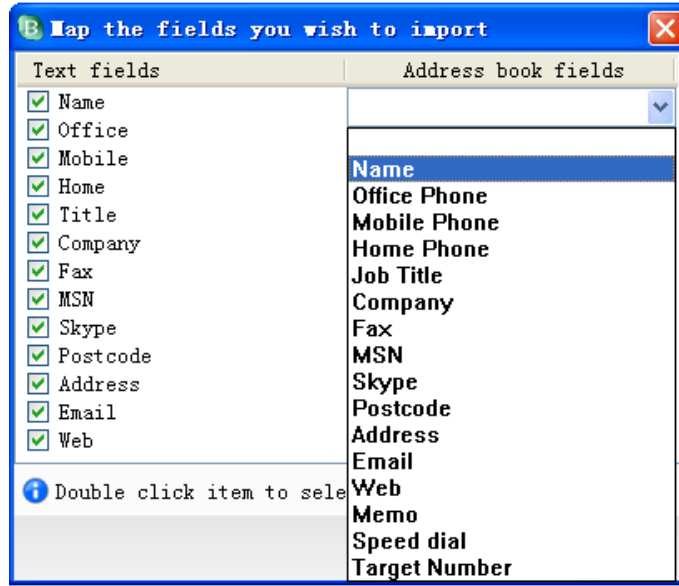 B Map the fields you wish to import
Text fields Address book fields
Name
Office
Mobile
Home
Title
Company
Fax
MSN
Skype
Postcode
Address
Email
Web
Name
Office Phone
Mobile Phone
Home Phone
Job Title
Company
Fax
MSN
Skype
Postcode
Address
Email
Web
Memo
Speed dial
Target Number
Double click item to sele